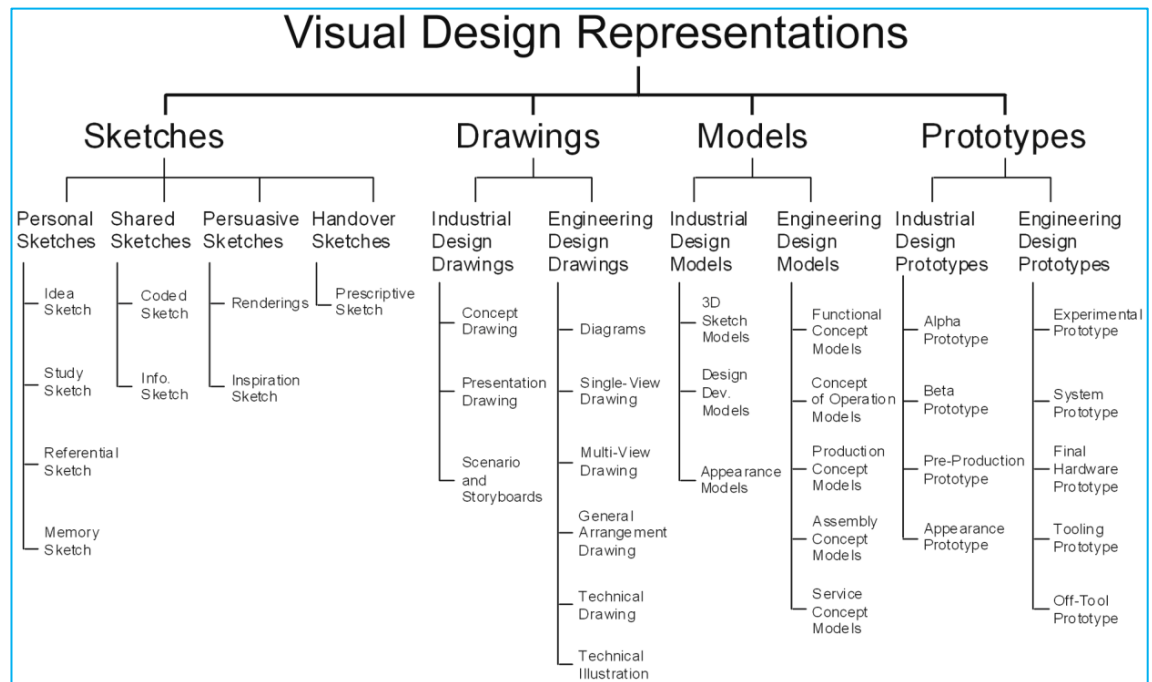 Visual Design Representations
Sketches
Drawings
Models
Prototypes
Personal
Sketches
Shared
Sketches
Persuasive
Sketches
Handover
Sketches
Industrial
Design
Drawings
Engineering
Design
Drawings
Industrial
Design
Models
Engineering
Design
Models
Industrial
Design
Prototypes
Engineering
Design
Prototypes
Idea
Sketch
Study
Sketch
Referential
Sketch
Memory
Sketch
Coded
Sketch
Info.
Sketch
Renderings
Inspiration
Sketch
Prescriptive
Sketch
Concept
Drawing
Presentation
Drawing
Scenario
and
Storyboards
Diagrams
Single-View
Drawing
Multi-View
Drawing
General
Arrangement
Drawing
Technical
Drawing
Technical
Illustration
3D
Sketch
Models
Design
Dev.
Models
Appearance
Models
Functional
Concept
Models
Concept
of Operation
Models
Production
Concept
Models
Assembly
Concept
Models
Service
Concept
Models
Alpha
Prototype
Beta
Prototype
Pre-Production
Prototype
Appearance
Prototype
Experimental
Prototype
System
Prototype
Final
Hardware
Prototype
Tooling
Prototype
Off-Tool
Prototype